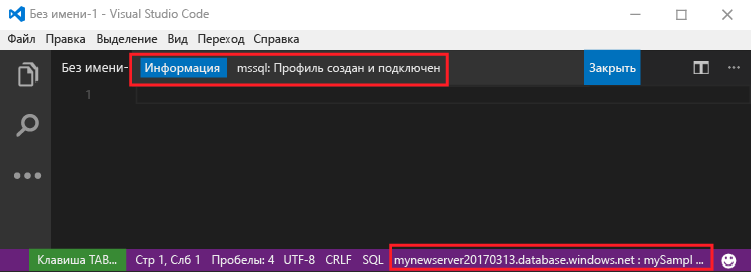 Без имени-1 - Visual Studio Code
Файл Правка Выделение Вид Переход Справка
Без имени- Информация mssql: Профиль создан и подключен Закрыть ...
1
Клавиша TAB... Стр 1, Слб 1 Пробелы: 4 UTF-8 CRLF SQL mynewserver20170313.database.windows.net : mySampl ...